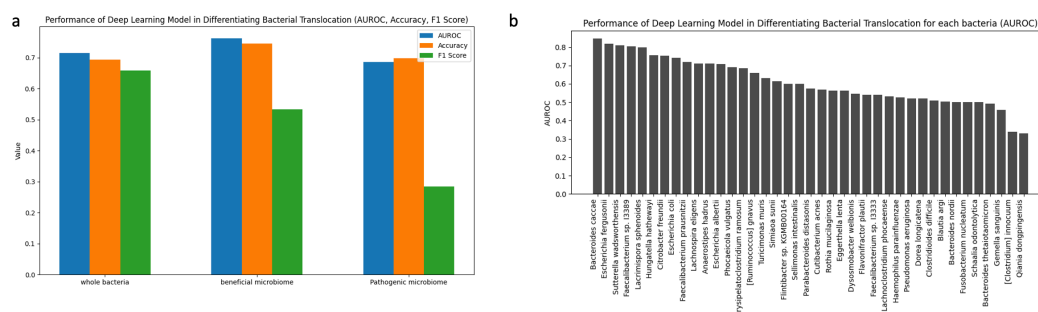 a
Performance of Deep Learning Model in Differentiating Bacterial Translocation (AUROC, Accuracy, F1 Score)
AUROC
Accuracy
F1 Score
Value
0.7
0.6
0.5
0.4
0.3
0.2
0.1
0.0
whole bacteria
beneficial microbiome
Pathogenic microbiome
b
Performance of Deep Learning Model in Differentiating Bacterial Translocation for each bacteria (AUROC)
AUROC
0.8
0.7
0.6
0.5
0.4
0.3
0.2
0.1
0.0
Bacteroides caccae
Escherichia fergusonii
Sutterella wadsworthensis
Faecalibacterium sp. I3389
Lacrimispora sphenoides
Hungatella hathewayi
Citrobacter freundii
Escherichia coli
Faecalibacterium prausnitzii
Lachnospira eligens
Anaerostipes hadrus
Escherichia albertii
Phocaeicola vulgatus
rysipelatoclostridium ramosum
[Ruminococcus] gnavus
Turicimonas muris
Simiaoa sunii
Flintibacter sp. KGMB00164
Sellimonas intestinalis
Parabacteroides distasonis
Cutibacterium acnes
Rothia mucilaginosa
Eggerthella lenta
Dysosmobacter welbionis
Flavonifractor plautii
Faecalibacterium sp. I3333
Lachnoclostridium phocaeense
Haemophilus parainfluenzae
Pseudomonas aeruginosa
Dorea longicatena
Clostridioides difficile
Blautia argi
Bacteroides nordii
Fusobacterium nucleatum
Schaalia odontolytica
Bacteroides thetaiotaomicron
Gemella sanguinis
[Clostridium] innocuum
Qiania dongpingensis